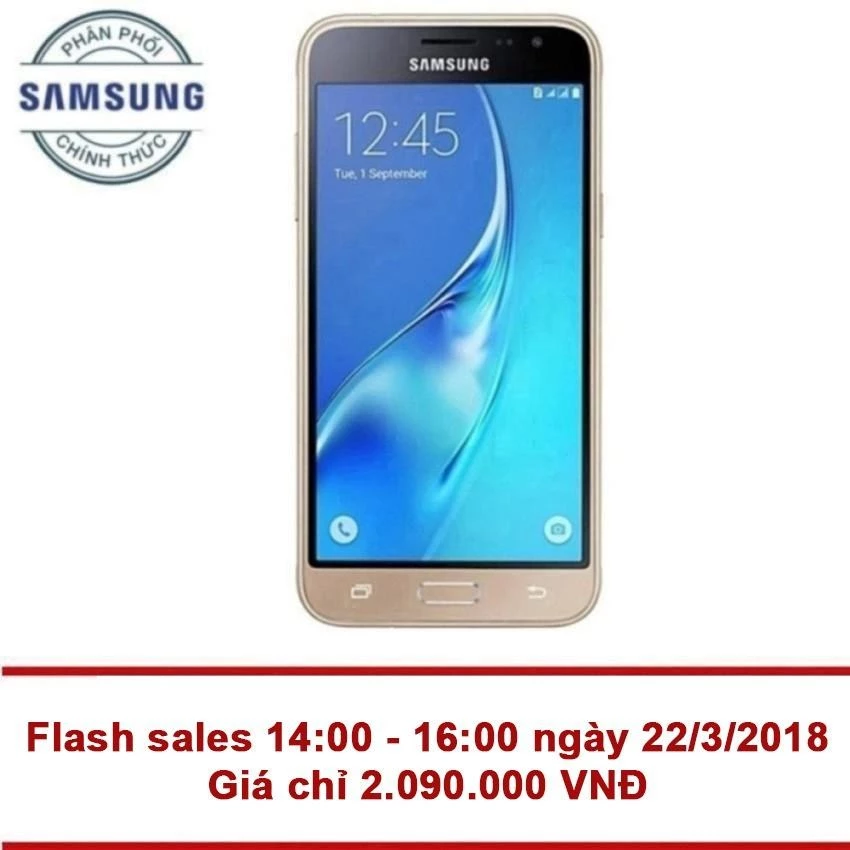 PHÂN PHỐI
SAMSUNG
CHÍNH THỨC
SAMSUNG
12:45
Tue, 1 September
Flash sales 14:00 - 16:00 ngày 22/3/2018
Giá chỉ 2.090.000 VNĐ